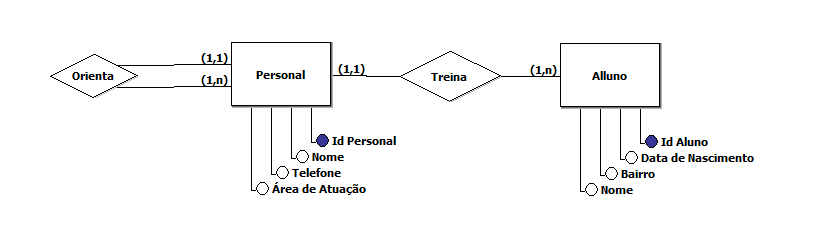 Orienta
(1,1)
(1,n)
Personal
(1,1)
Treina
(1,n)
Alluno
Id Personal
Nome
Telefone
Área de Atuação
Id Aluno
Data de Nascimento
Bairro
Nome